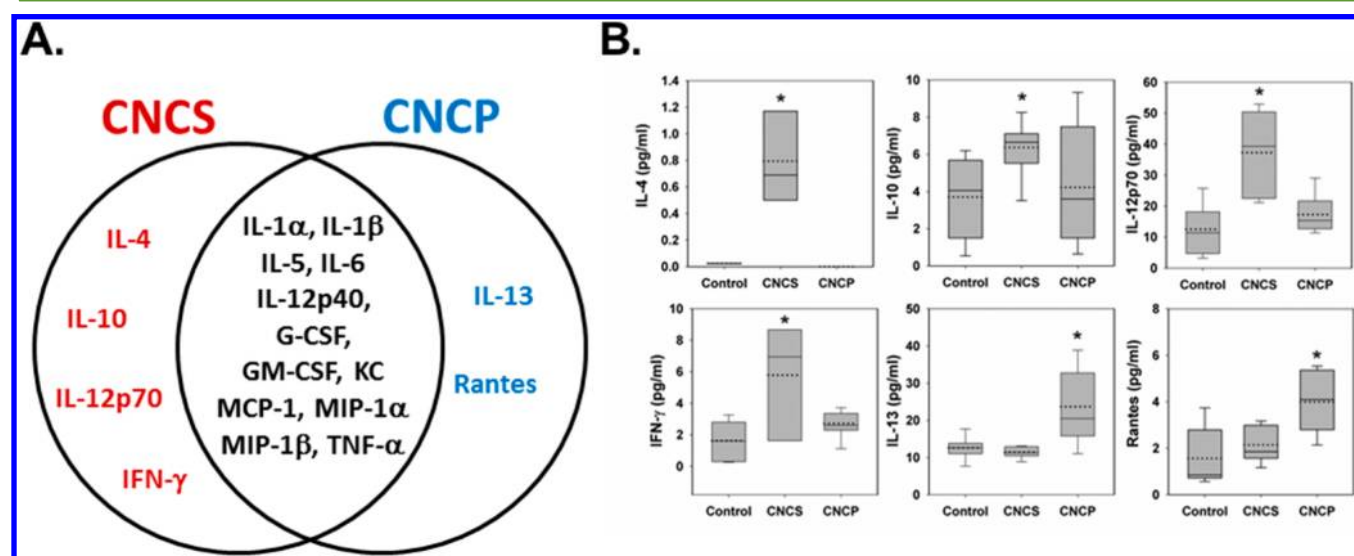 A.
CNCS
CNCP
IL-4
IL-10
IL-12p70
IFN-γ
IL-1α, IL-1β
IL-5, IL-6
IL-12p40,
G-CSF,
GM-CSF, KC
MCP-1, MIP-1α
MIP-1β, TNF-α
IL-13
Rantes
B.
IL-4 (pg/ml)
1.4
1.2
1.0
0.8
0.6
0.4
0.2
0.0
*
Control CNCS CNCP
IL-10 (pg/ml)
10
8
6
4
2
0
*
Control CNCS CNCP
IL-12p70 (pg/ml)
60
50
40
30
20
10
0
*
Control CNCS CNCP
IFN-γ (pg/ml)
10
8
6
4
2
0
*
Control CNCS CNCP
IL-13 (pg/ml)
50
40
30
20
10
0
*
Control CNCS CNCP
Rantes (pg/ml)
8
6
4
2
0
*
Control CNCS CNCP